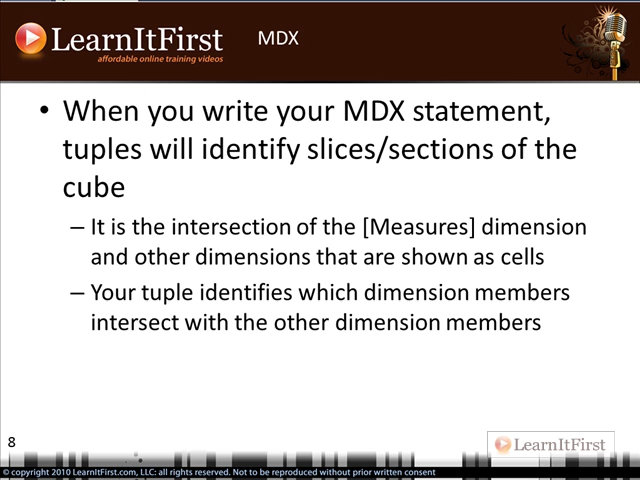 LearnItFirst
affordable online training videos
MDX
• When you write your MDX statement,
tuples will identify slices/sections of the
cube
– It is the intersection of the [Measures] dimension
and other dimensions that are shown as cells
– Your tuple identifies which dimension members
intersect with the other dimension members
8
LearnItFirst
© copyright 2010 LearnItFirst.com, LLC: all rights reserved. Not to be reproduced without prior written consent